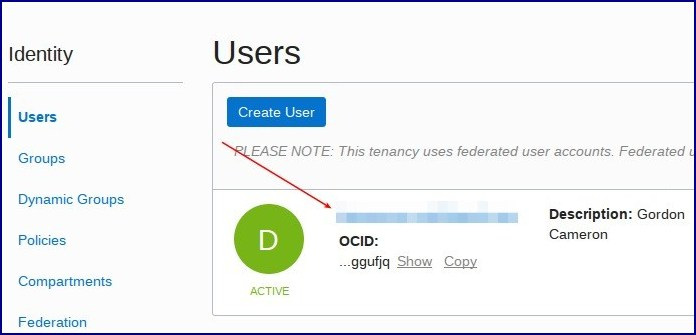 Identity
Users
Groups
Dynamic Groups
Policies
Compartments
Federation
Users
Create User
PLEASE NOTE: This tenancy uses federated user accounts. Federated
D
ACTIVE
OCID:
...ggufjq Show Copy
Description: Gordon
Cameron